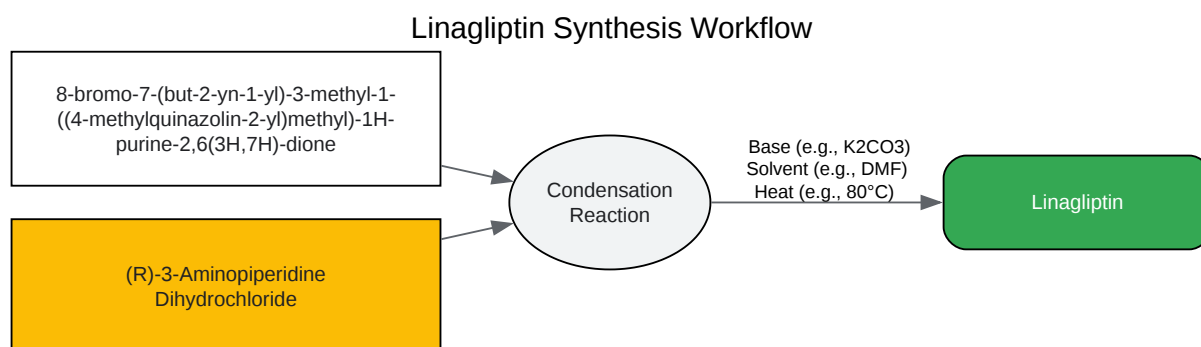 Linagliptin Synthesis Workflow
8-bromo-7-(but-2-yn-1-yl)-3-methyl-1-
((4-methylquinazolin-2-yl)methyl)-1H-
purine-2,6(3H,7H)-dione
(R)-3-Aminopiperidine
Dihydrochloride
Condensation
Reaction
Base (e.g., K2CO3)
Solvent (e.g., DMF)
Heat (e.g., 80°C)
Linagliptin